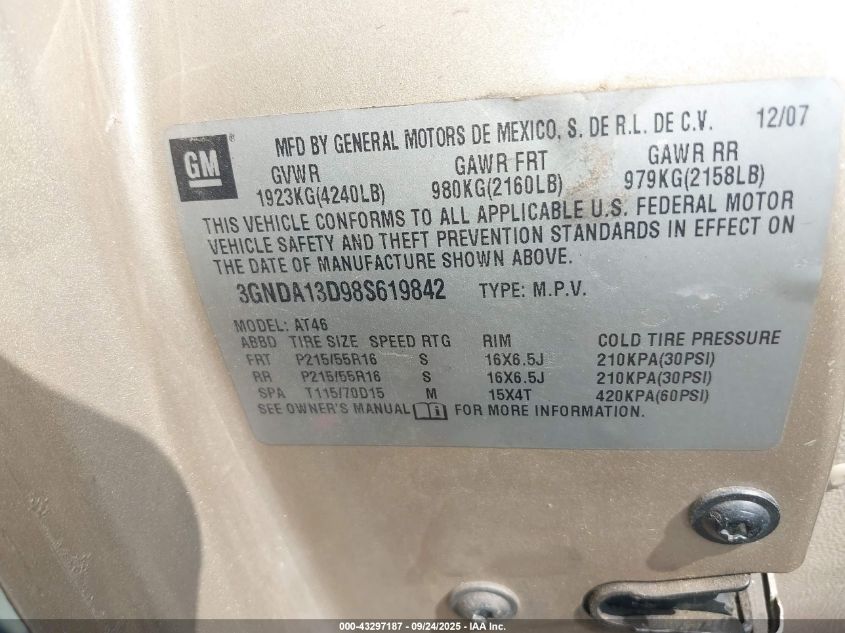 GM ® MFD BY GENERAL MOTORS DE MEXICO, S. DE R.L. DE C.V. 12/07
GVWR GAWR FRT GAWR RR
1923KG(4240LB) 980KG(2160LB) 979KG(2158LB)
THIS VEHICLE CONFORMS TO ALL APPLICABLE U.S. FEDERAL MOTOR
VEHICLE SAFETY AND THEFT PREVENTION STANDARDS IN EFFECT ON
THE DATE OF MANUFACTURE SHOWN ABOVE.
3GNDA13D98S619842 TYPE: M.P.V.
MODEL: AT46
ABBD TIRE SIZE SPEED RTG RIM COLD TIRE PRESSURE
FRT P215/55R16 S 16X6.5J 210KPA(30PSI)
RR P215/55R16 S 16X6.5J 210KPA(30PSI)
SPA T115/70D15 M 15X4T 420KPA(60PSI)
SEE OWNER'S MANUAL i FOR MORE INFORMATION.
000-43297187 - 09/24/2025 - IAA Inc.